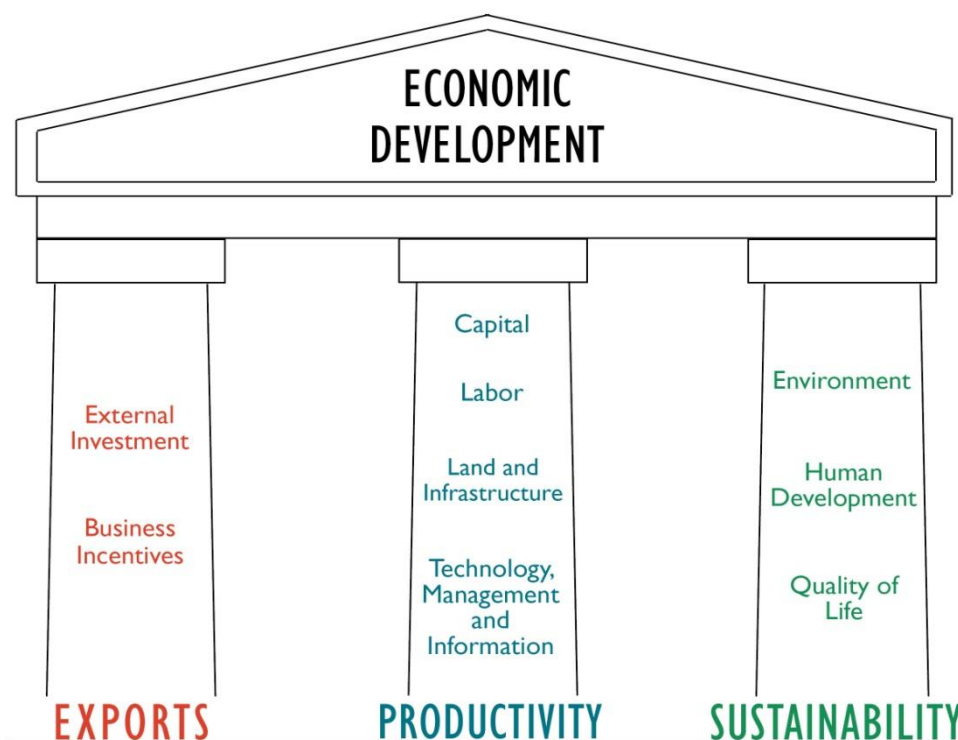 ECONOMIC
DEVELOPMENT
External
Investment
Business
Incentives
EXPORTS
Capital
Labor
Land and
Infrastructure
Technology,
Management
and
Information
PRODUCTIVITY
Environment
Human
Development
Quality of
Life
SUSTAINABILITY